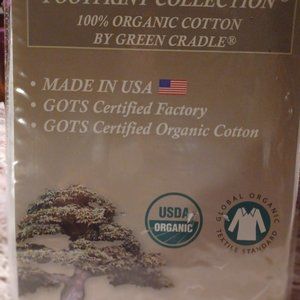 FOOTPRINT COLLECTION®
100% ORGANIC COTTON
BY GREEN CRADLE®
• MADE IN USA
• GOTS Certified Factory
• GOTS Certified Organic Cotton
USDA
ORGANIC
GLOBAL ORGANIC
TEXTILE STANDARD